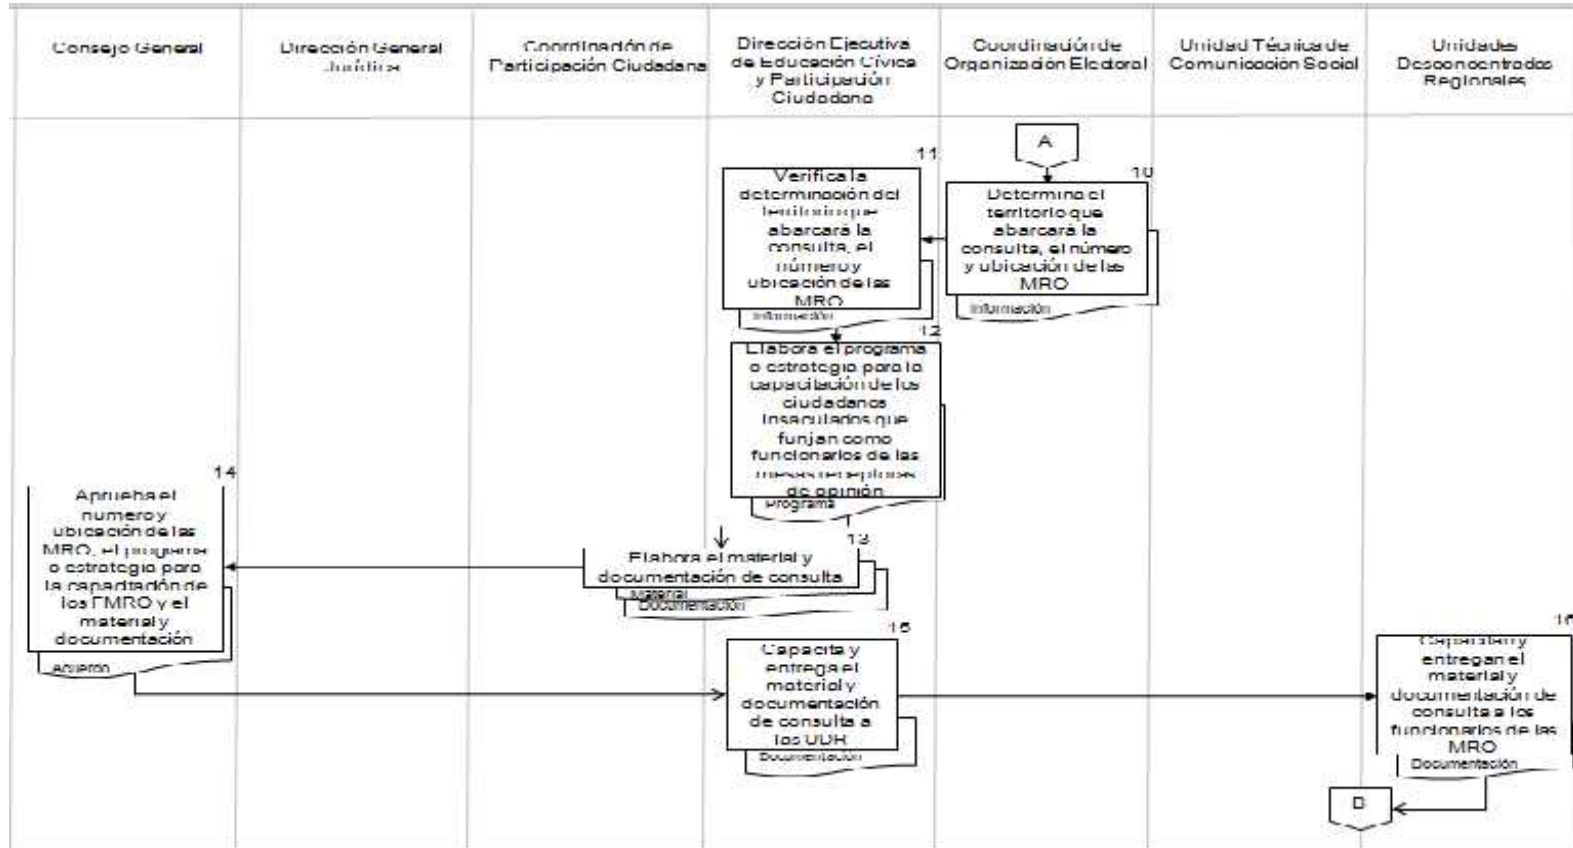 Consejo General
Dirección General
Jurídica
Coordinación de
Participación Ciudadana
Dirección Ejecutiva
de Educación Cívica
y Participación
Ciudadana
Coordinación de
Organización Electoral
Unidad Técnica de
Comunicación Social
Unidades
Desconcentradas
Regionales
A
10
Determina el
territorio que
abarcará la
consulta, el número
y ubicación de las
MRO
Información
11
Verifica la
determinación del
territorio que
abarcará la
consulta, el
número y
ubicación de las
MRO
Información
12
Elabora el programa
o estrategia para la
capacitación de los
ciudadanos
insaculados que
funjan como
funcionarios de las
mesas receptoras
de opinión
Programa
13
Elabora el material y
documentación de consulta
Material
Documentación
14
Aprueba el
número y
ubicación de las
MRO, el programa
o estrategia para
la capacitación de
los FMRO y el
material y
documentación
Acuerdo
15
Capacita y
entrega el
material y
documentación
de consulta a
las UDR
Documentación
16
Capacitan y
entregan el
material y
documentación de
consulta a los
funcionarios de las
MRO
Documentación
B